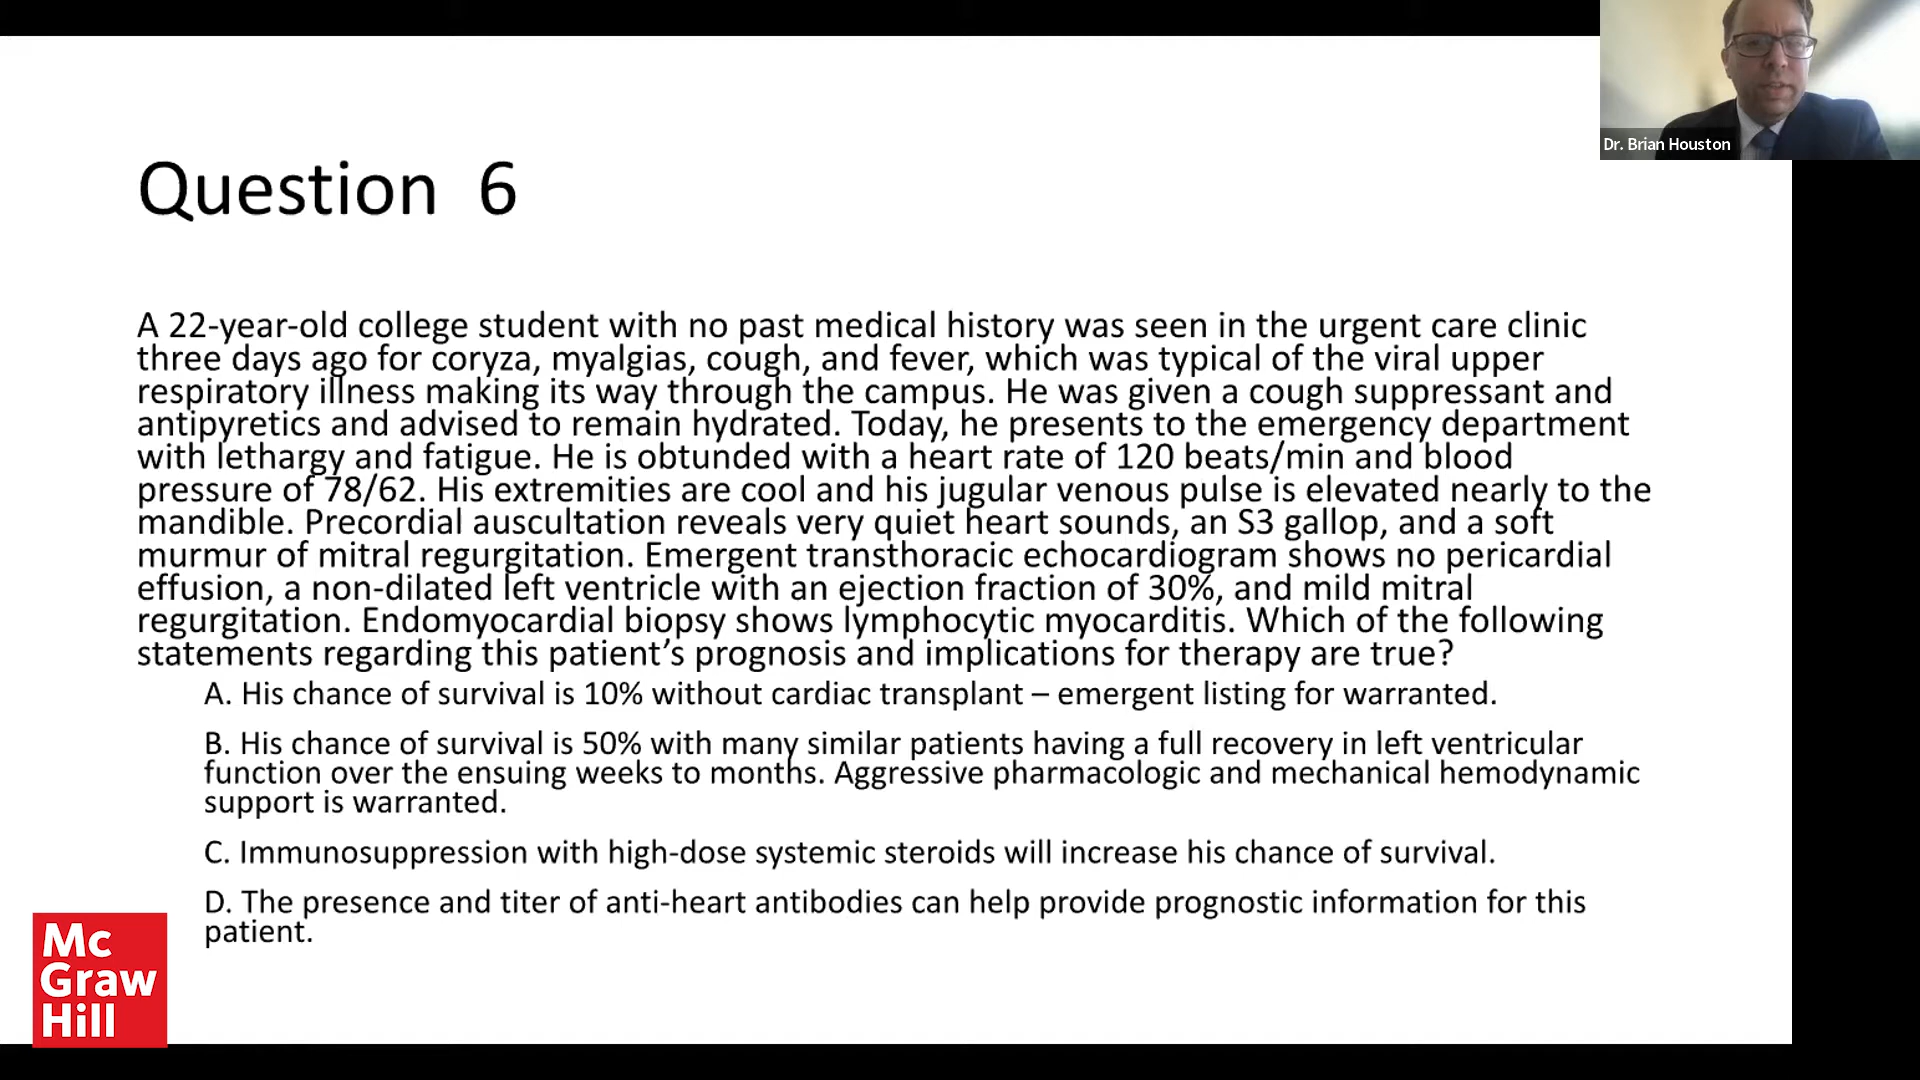 Dr. Brian Houston
Question 6
A 22-year-old college student with no past medical history was seen in the urgent care clinic
three days ago for coryza, myalgias, cough, and fever, which was typical of the viral upper
respiratory illness making its way through the campus. He was given a cough suppressant and
antipyretics and advised to remain hydrated. Today, he presents to the emergency department
with lethargy and fatigue. He is obtunded with a heart rate of 120 beats/min and blood
pressure of 78/62. His extremities are cool and his jugular venous pulse is elevated nearly to the
mandible. Precordial auscultation reveals very quiet heart sounds, an S3 gallop, and a soft
murmur of mitral regurgitation. Emergent transthoracic echocardiogram shows no pericardial
effusion, a non-dilated left ventricle with an ejection fraction of 30%, and mild mitral
regurgitation. Endomyocardial biopsy shows lymphocytic myocarditis. Which of the following
statements regarding this patient’s prognosis and implications for therapy are true?
A. His chance of survival is 10% without cardiac transplant – emergent listing for warranted.
B. His chance of survival is 50% with many similar patients having a full recovery in left ventricular
function over the ensuing weeks to months. Aggressive pharmacologic and mechanical hemodynamic
support is warranted.
C. Immunosuppression with high-dose systemic steroids will increase his chance of survival.
D. The presence and titer of anti-heart antibodies can help provide prognostic information for this
patient.
Mc
Graw
Hill